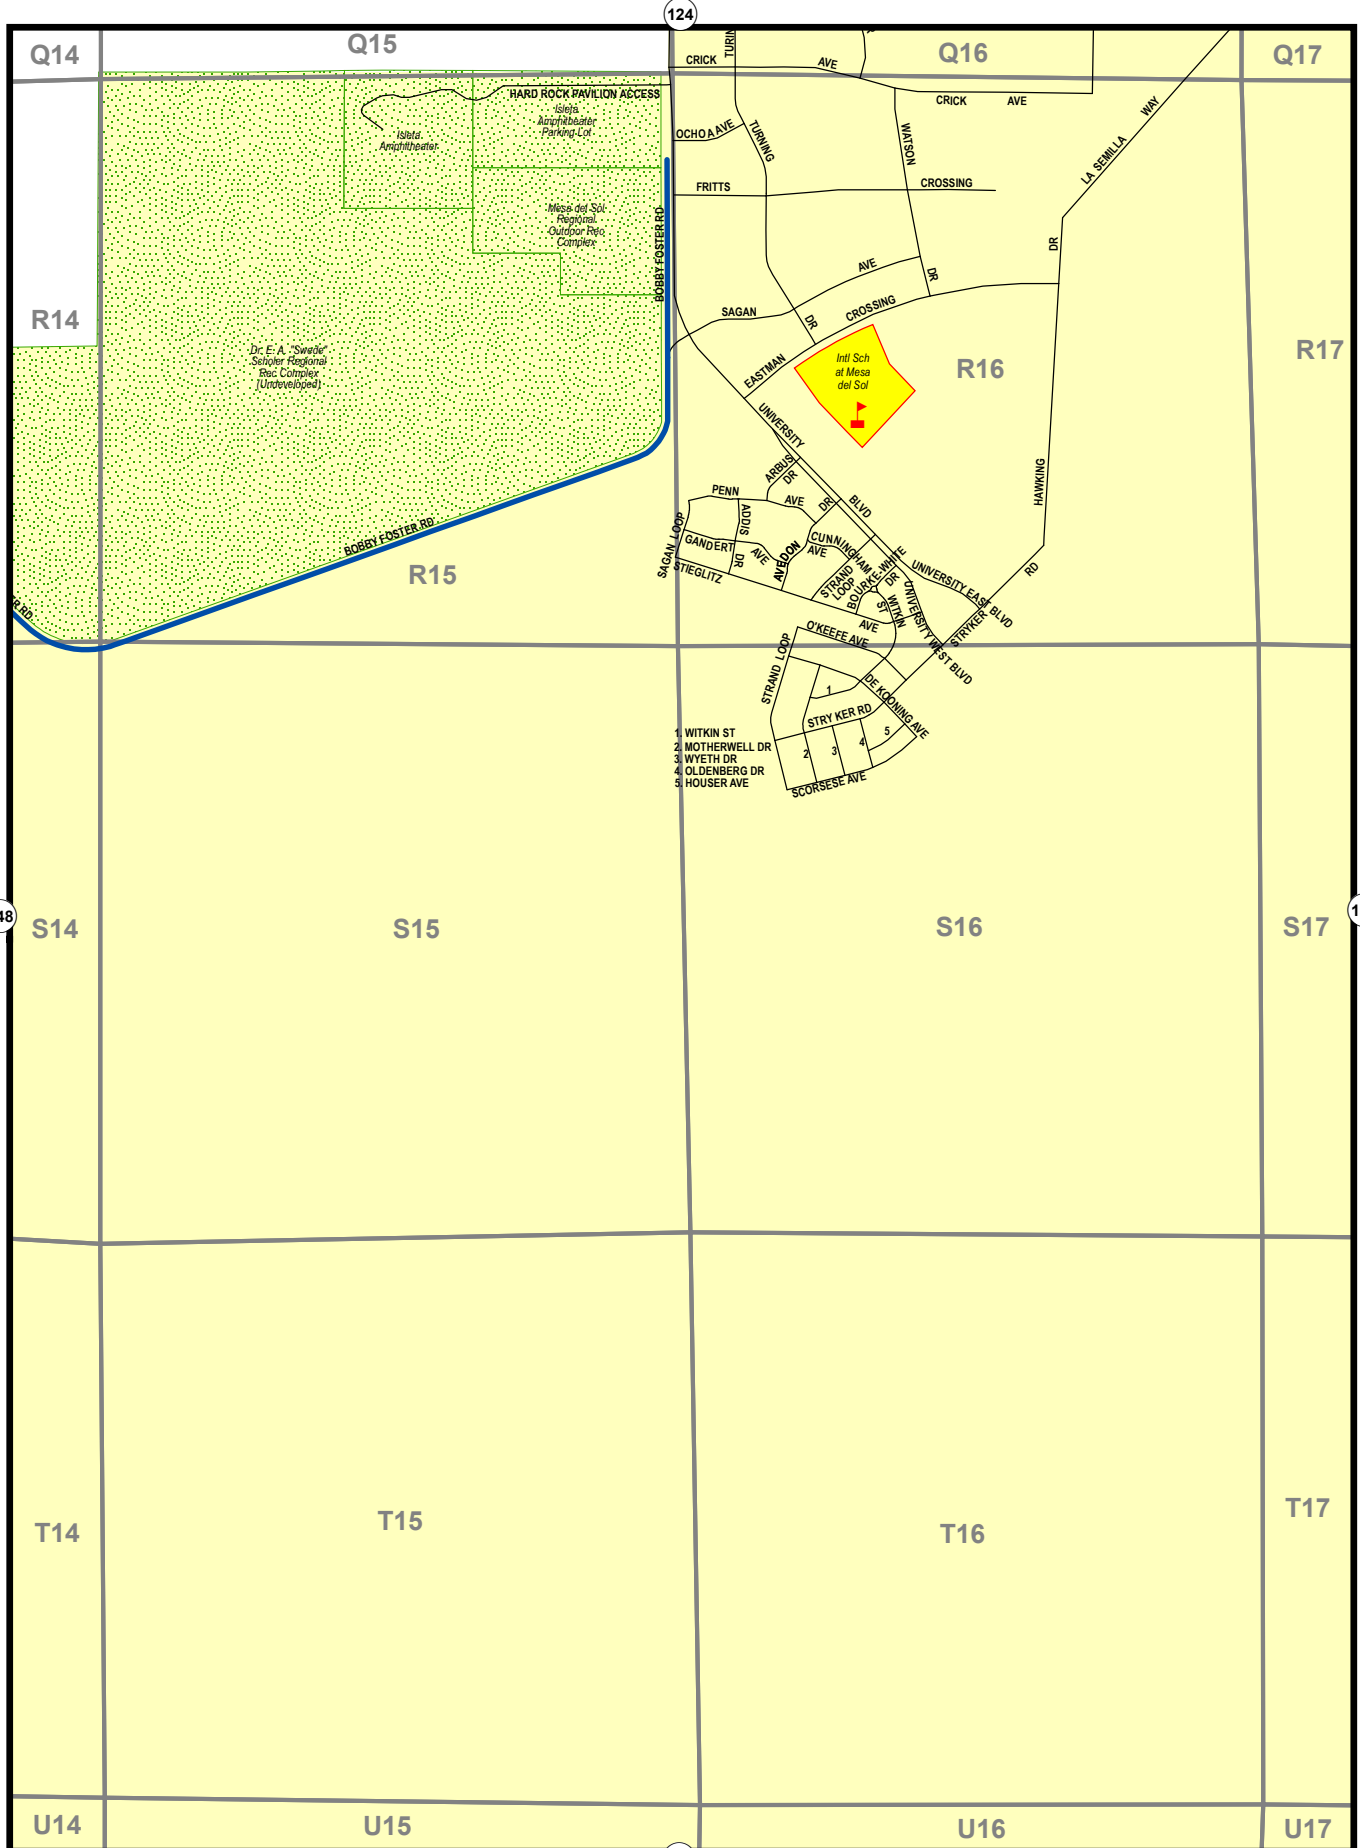 124
Q14
Q15
Q16
Q17
CRICK
AVE
HARD ROCK PAVILION ACCESS
CRICK AVE
Isleta
Amphitheater
Parking Lot
Isleta
Amphitheater
OCHOA AVE
TURNING
WATSON
LA SEMILLA WAY
FRITTS
CROSSING
Mesa del Sol
Regional
Outdoor Rec
Complex
BOBBY FOSTER RD
DR
AVE
DR
SAGAN
CROSSING
DR
R14
Dr. E. A. "Swede"
Scholer Regional
Rec Complex
(Undeveloped)
EASTMAN
Intl Sch
at Mesa
del Sol
R16
R17
UNIVERSITY
BLVD
ARBUS
DR
HAWKING
PENN
AVE
DR
ADDIS
DR
SAGAN LOOP
GANDERT
AVE
STIEGLITZ
AVEDON
CUNNINGHAM
AVE
STRAND
LOOP
BOURKE-WHITE
DR
BOBBY FOSTER RD
R15
UNIVERSITY EAST BLVD
RD
ER RD
WITKIN
ST
UNIVERSITY WEST BLVD
STRYKER
AVE
O'KEEFE AVE
STRAND LOOP
DE KOONING AVE
1
STRYKER RD
2
3
4
5
1. WITKIN ST
2. MOTHERWELL DR
3. WYETH DR
4. OLDENBERG DR
5. HOUSER AVE
SCORSESE AVE
S14
S15
S16
S17
T14
T15
T16
T17
U14
U15
U16
U17